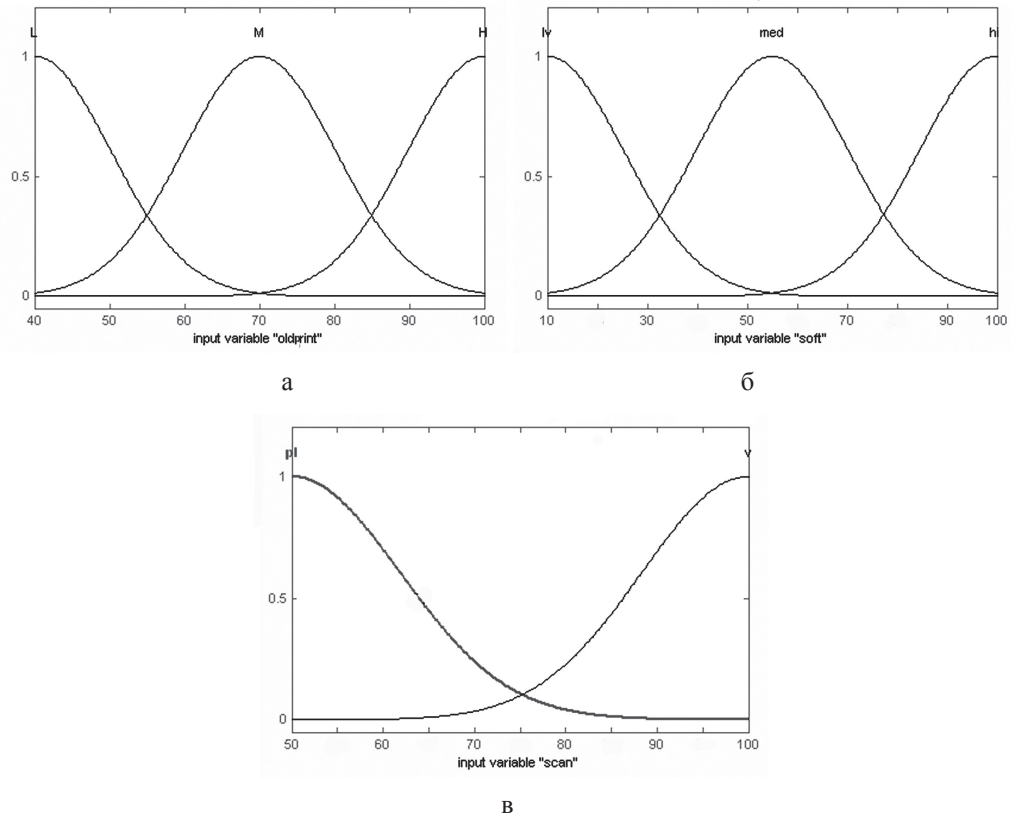 L M H
1
0.5
0
40 50 60 70 80 90 100
input variable "oldprint"
а
lv med hi
1
0.5
0
10 30 50 70 90 100
input variable "soft"
б
pl v
1
0.5
0
50 60 70 80 90 100
input variable "scan"
в